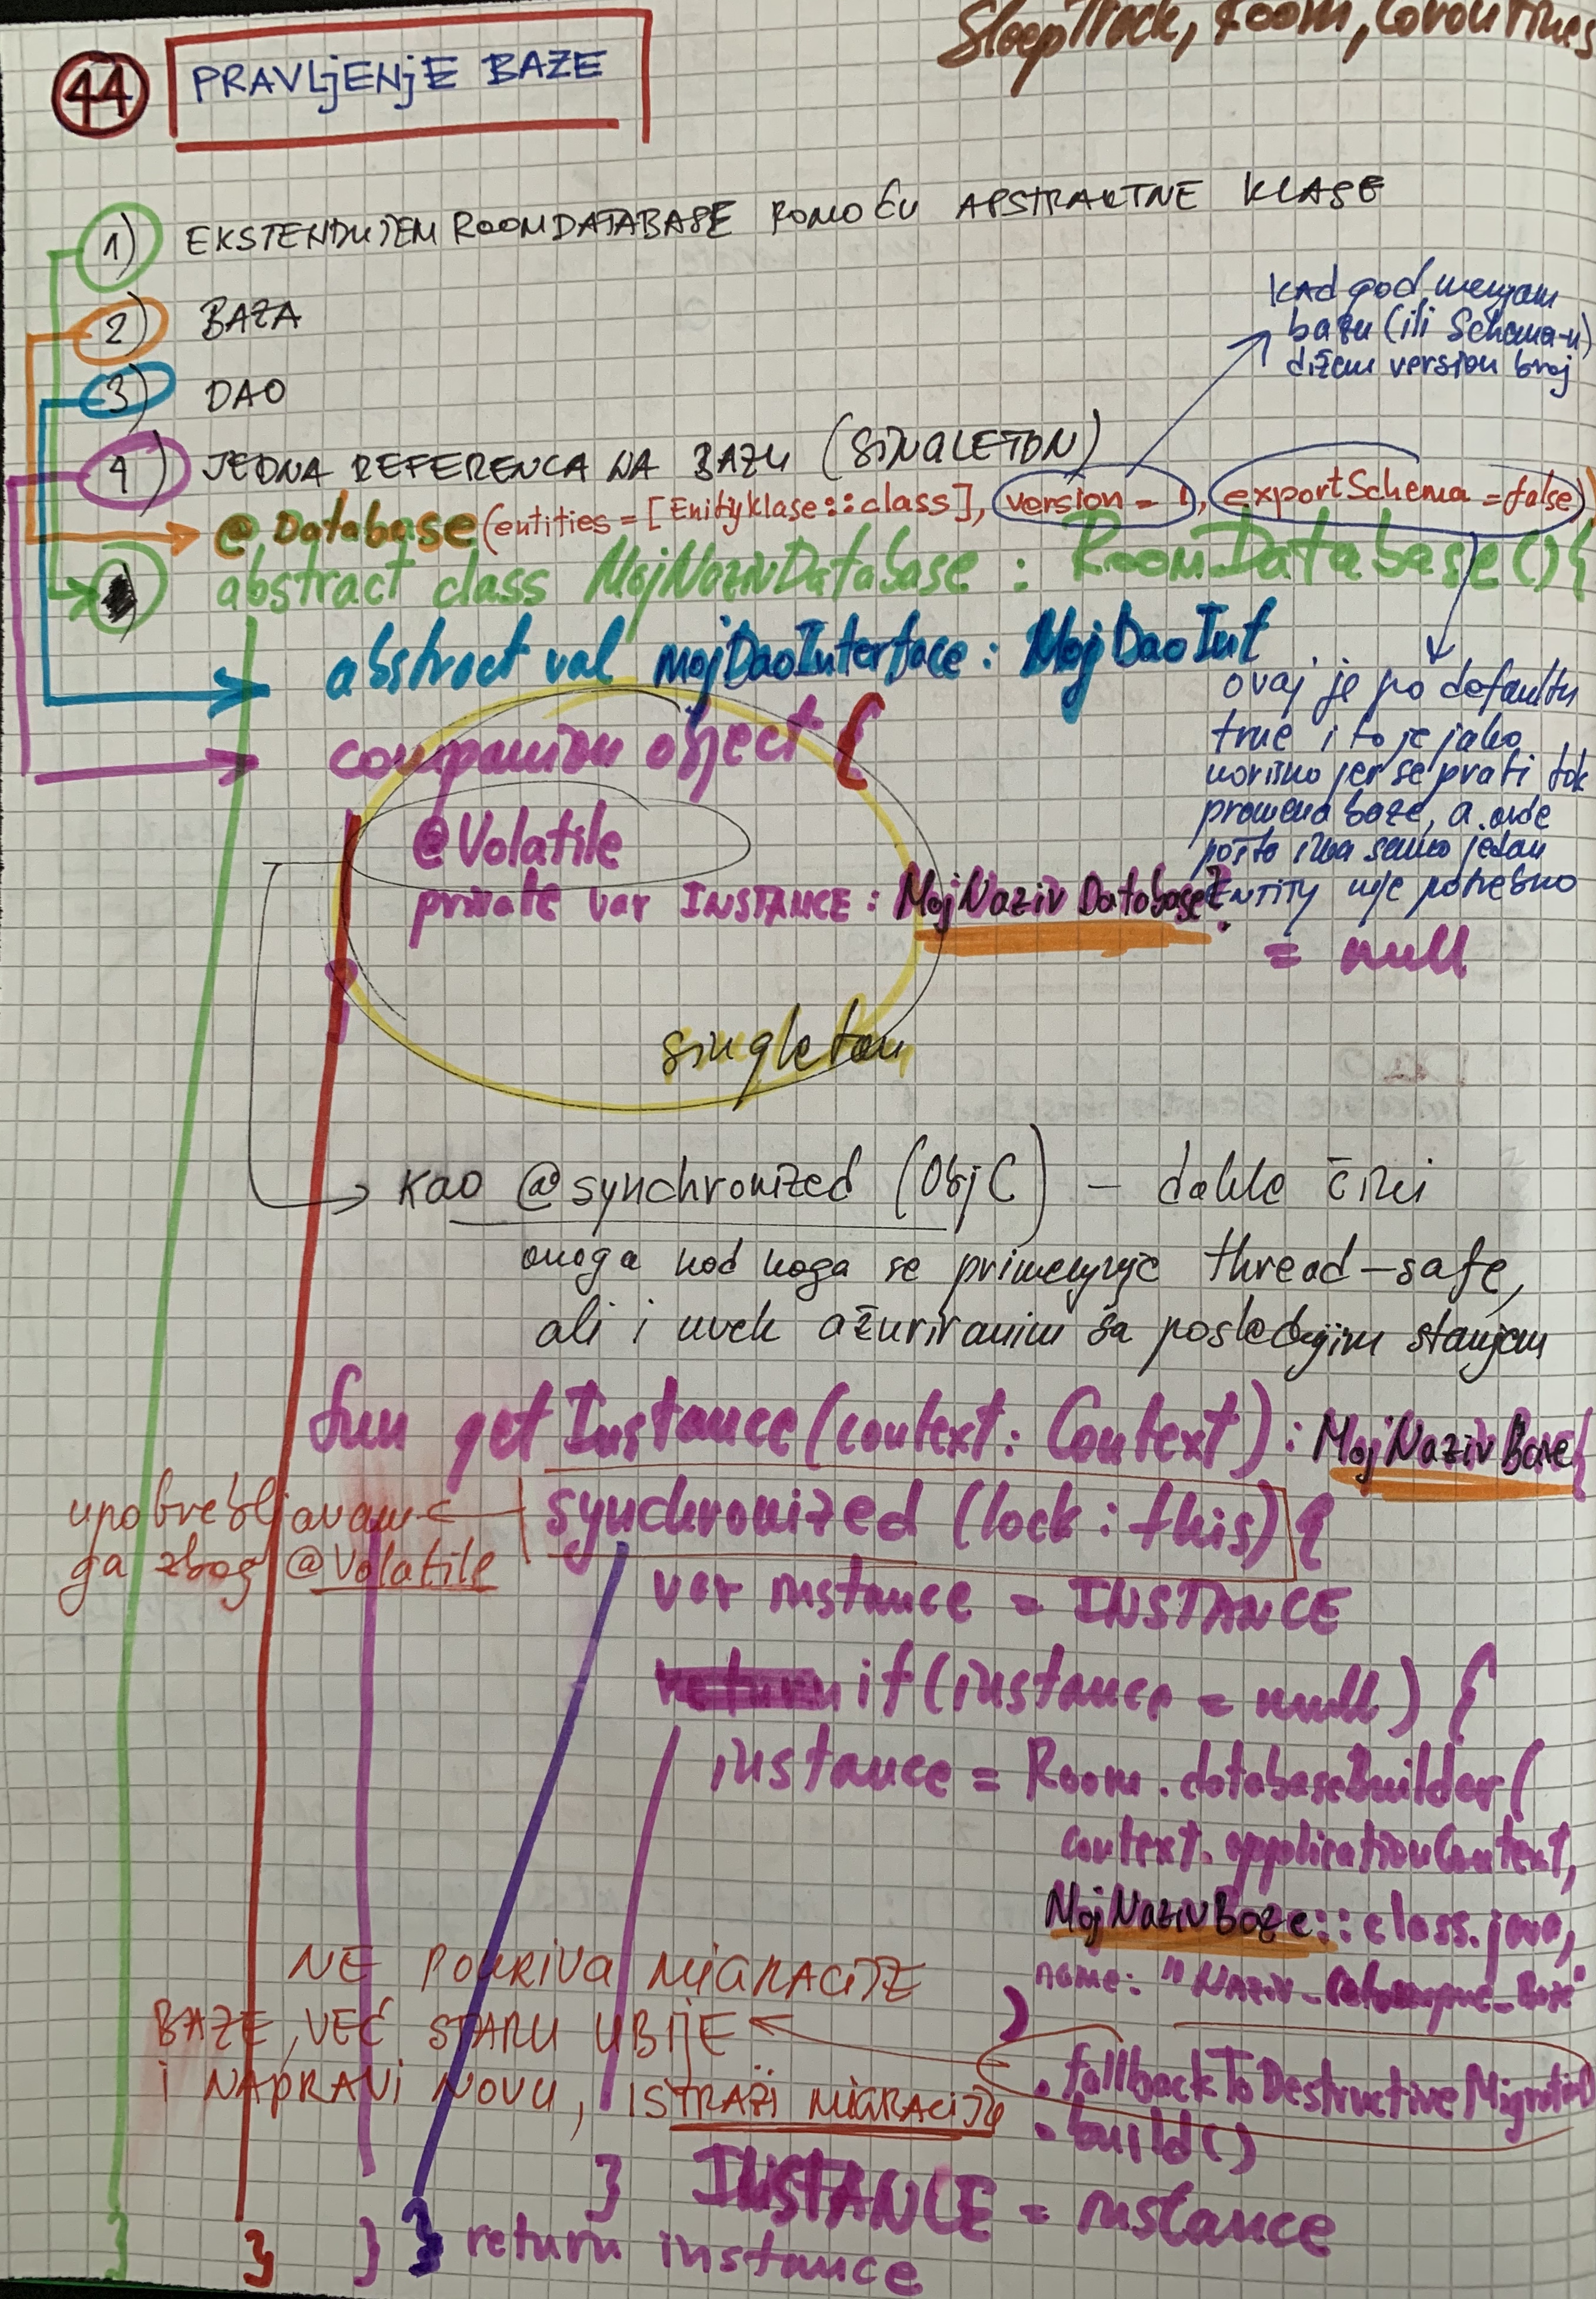 SleepTrack, Room, Coroutines
44 PRAVLjENjE BAZE
1) EKSTENDUJEM ROOMDATABASE POMOĆU APSTRAKTNE KLASE
2) BAZA
3) DAO
4) JEDNA REFERENCA NA BAZU (SINGLETON)
kad god menjam
bazu (ili Schema-u)
dižem version broj
@Database(entities = [EnityKlase::class], version = 1, exportSchema = false)
abstract class MojNazivDatabase : RoomDatabase(){
abstract val mojDaoInterface: MojDaoInt
ovaj je po defaultu
true i to je jako
korisno jer se prati tok
promena baze, a ovde
pošto ima samo jedan
ENTITY nije potrebno
companion object {
@Volatile
private var INSTANCE : MojNazivDatabase?
= null
singleton
kao @synchronized (ObjC) – dakle čini
onoga kod koga se primenjuje thread-safe,
ali i uvek ažuriranim sa poslednjim stanjem
fun getInstance(context: Context): MojNazivBaze{
upotrebljavam
ga zbog @Volatile
synchronized (lock: this) {
var instance = INSTANCE
return if(instance = null) {
instance = Room.databaseBuilder(
context.applicationContext,
MojNazivBaze::class.java,
name: "Naziv_
)
NE POKRIVA MIGRACIJE
BAZE, VEĆ STARU UBIJE
I NAPRAVI NOVU, ISTRAŽI MIGRACIJE
.fallbackToDestructiveMigration
.build()
} INSTANCE = instance
} } } } return instance